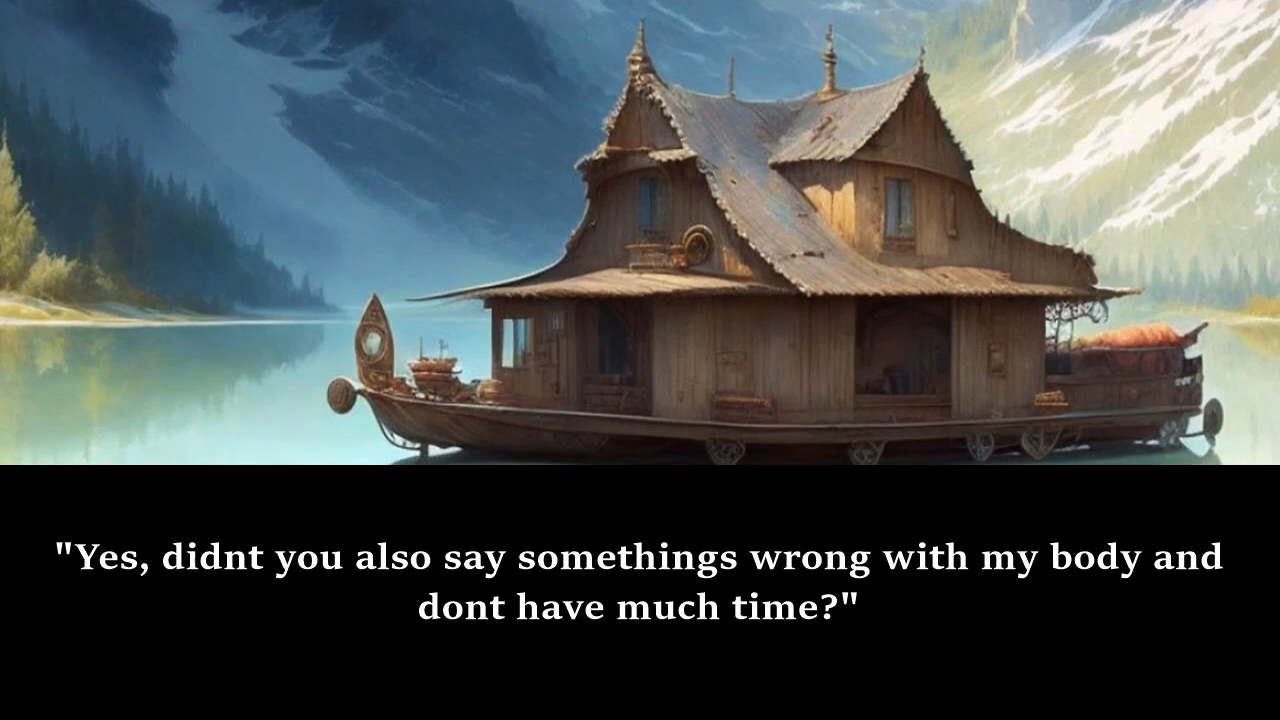 "Yes, didnt you also say somethings wrong with my body and
dont have much time?"